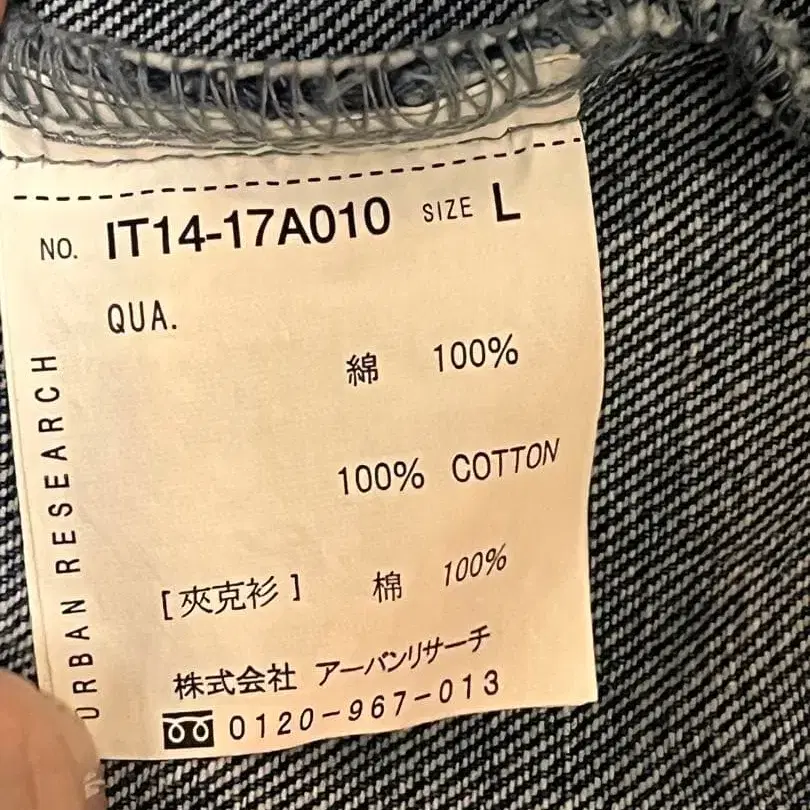 NO. IT14-17A010 SIZE L
QUA.
綿 100%
100% COTTON
[夾克衫] 棉 100%
株式会社 アーバンリサーチ
0120-967-013
URBAN RESEARCH